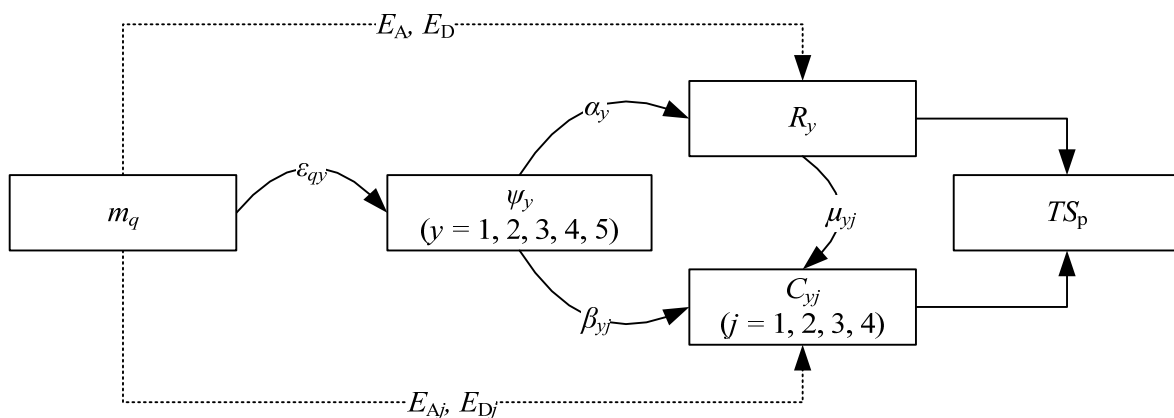 E_A, E_D
α_y
R_y
ε_qy
m_q
ψ_y
(y = 1, 2, 3, 4, 5)
μ_yj
TS_p
β_yj
C_yj
(j = 1, 2, 3, 4)
E_Aj, E_Dj